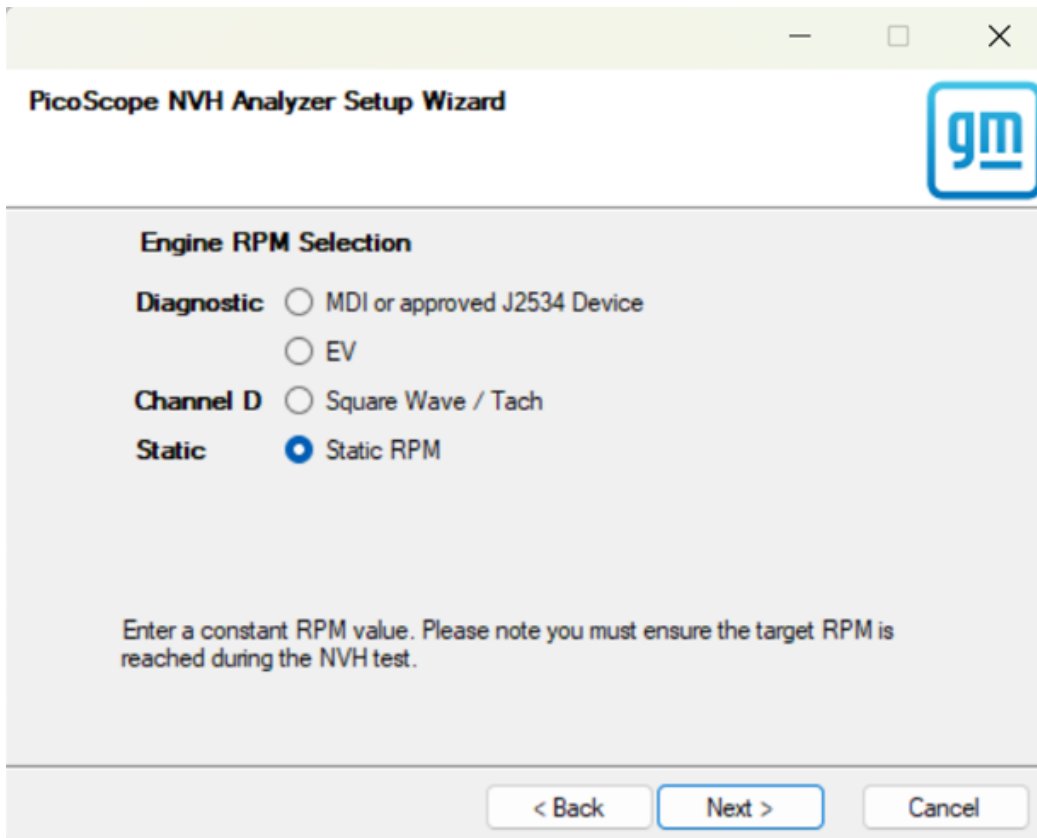 PicoScope NVH Analyzer Setup Wizard
gm
Engine RPM Selection
Diagnostic MDI or approved J2534 Device
EV
Channel D Square Wave / Tach
Static Static RPM
Enter a constant RPM value. Please note you must ensure the target RPM is
reached during the NVH test.
< Back Next > Cancel